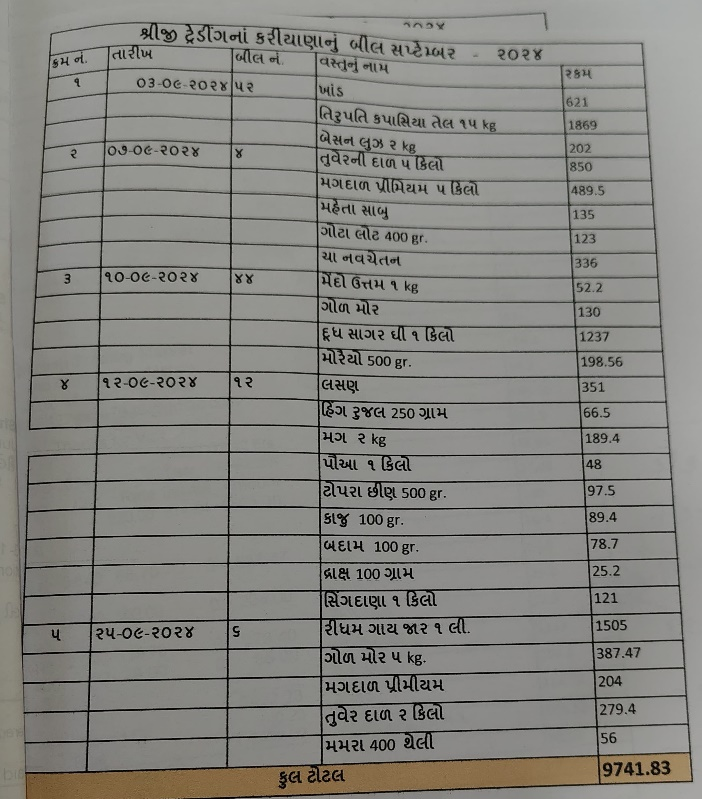 ૨૦૨૪
શ્રીજી ટ્રેડીંગનાં કરીયાણાનું બીલ સપ્ટેમ્બર - ૨૦૨૪
ક્રમ નં. તારીખ બીલ નં. વસ્તુનું નામ રકમ
૧ ૦૩-૦૯-૨૦૨૪ ૫૨ ખાંડ 621
તિરુપતિ કપાસિયા તેલ ૧૫ kg 1869
બેસન લુઝ ૨ kg 202
૨ ૦૭-૦૯-૨૦૨૪ ૪ તુવેરની દાળ ૫ કિલો 850
મગદાળ પ્રીમિયમ ૫ કિલો 489.5
મહેતા સાબુ 135
ગોટા લોટ 400 gr. 123
ચા નવચેતન 336
૩ ૧૦-૦૯-૨૦૨૪ ૪૪ મેંદો ઉત્તમ ૧ kg 52.2
ગોળ મોર 130
દૂધ સાગર ઘી ૧ કિલો 1237
મોરૈયો 500 gr. 198.56
૪ ૧૨-૦૯-૨૦૨૪ ૧૨ લસણ 351
હિંગ રુજલ 250 ગ્રામ 66.5
મગ ૨ kg 189.4
પૌઆ ૧ કિલો 48
ટોપરા છીણ 500 gr. 97.5
કાજુ 100 gr. 89.4
બદામ 100 gr. 78.7
દ્રાક્ષ 100 ગ્રામ 25.2
સિંગદાણા ૧ કિલો 121
૫ ૨૫-૦૯-૨૦૨૪ ૬ રીધમ ગાય જાર ૧ લી. 1505
ગોળ મોર ૫ kg. 387.47
મગદાળ પ્રીમીયમ 204
તુવેર દાળ ૨ કિલો 279.4
મમરા 400 થેલી 56
કુલ ટોટલ 9741.83